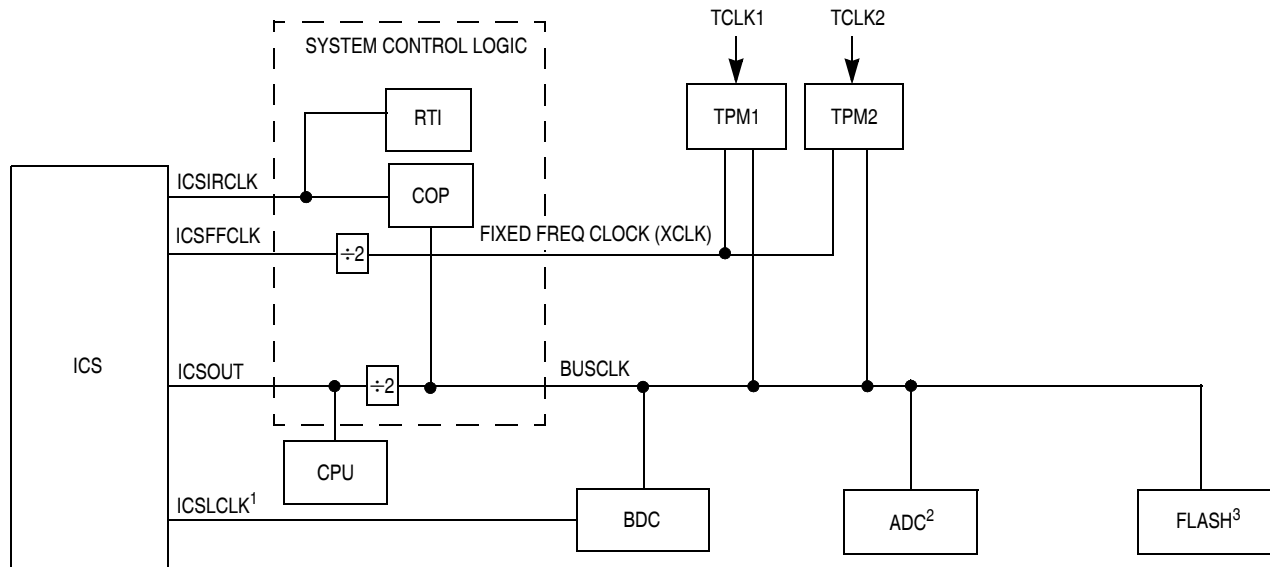 TCLK1
TCLK2
SYSTEM CONTROL LOGIC
RTI
TPM1
TPM2
ICSIRCLK
COP
ICSFFCLK
÷2
FIXED FREQ CLOCK (XCLK)
ICS
ICSOUT
÷2
BUSCLK
CPU
ICSLCLK¹
BDC
ADC²
FLASH³